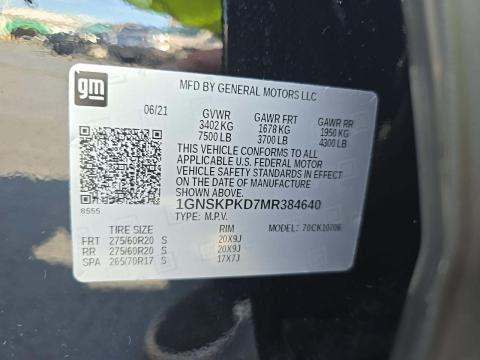 gm
MFD BY GENERAL MOTORS LLC
06/21 GVWR GAWR FRT GAWR RR
3402 KG 1678 KG 1950 KG
7500 LB 3700 LB 4300 LB
THIS VEHICLE CONFORMS TO ALL
APPLICABLE U.S. FEDERAL MOTOR
VEHICLE SAFETY STANDARDS IN EFFECT
ON THE DATE OF MANUFACTURE
SHOWN ABOVE.
1GNSKPKD7MR384640
8555 TYPE: M.P.V. MODEL: 70CK10706
TIRE SIZE RIM
FRT 275/60R20 S 20X9J
RR 275/60R20 S 20X9J
SPA 265/70R17 S 17X7J